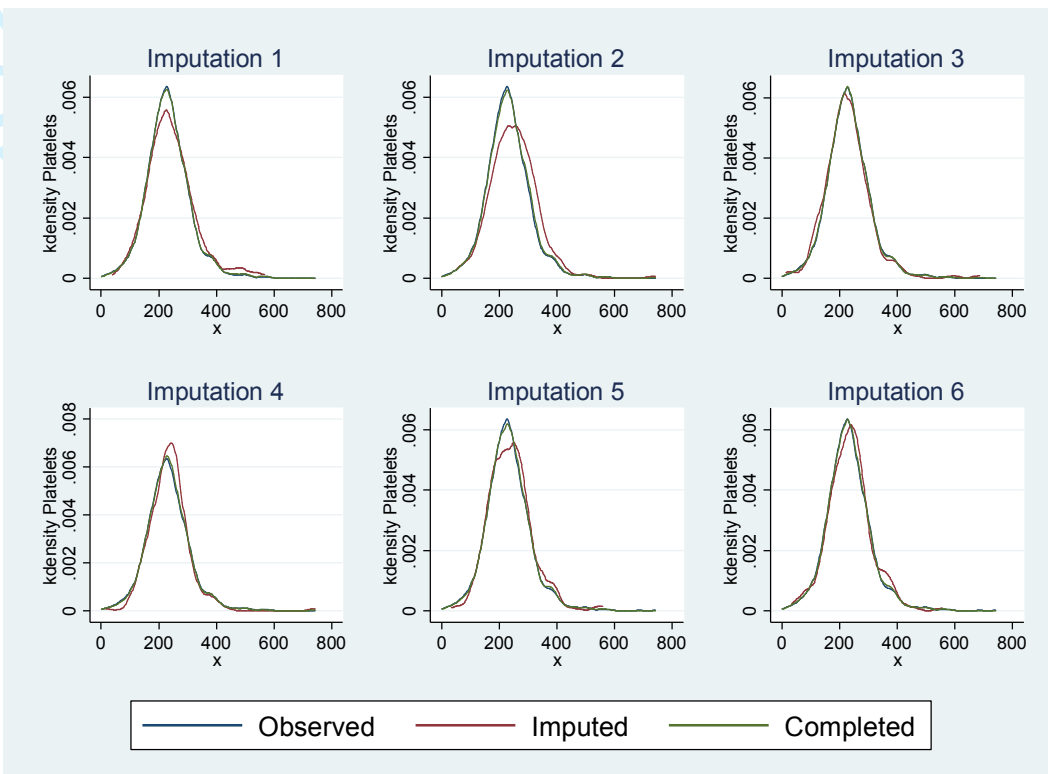 Imputation 1
kdensity Platelets
0 .002 .004 .006
0 200 400 600 800
x
Imputation 2
kdensity Platelets
0 .002 .004 .006
0 200 400 600 800
x
Imputation 3
kdensity Platelets
0 .002 .004 .006
0 200 400 600 800
x
Imputation 4
kdensity Platelets
0 .002 .004 .006 .008
0 200 400 600 800
x
Imputation 5
kdensity Platelets
0 .002 .004 .006
0 200 400 600 800
x
Imputation 6
kdensity Platelets
0 .002 .004 .006
0 200 400 600 800
x
Observed Imputed Completed